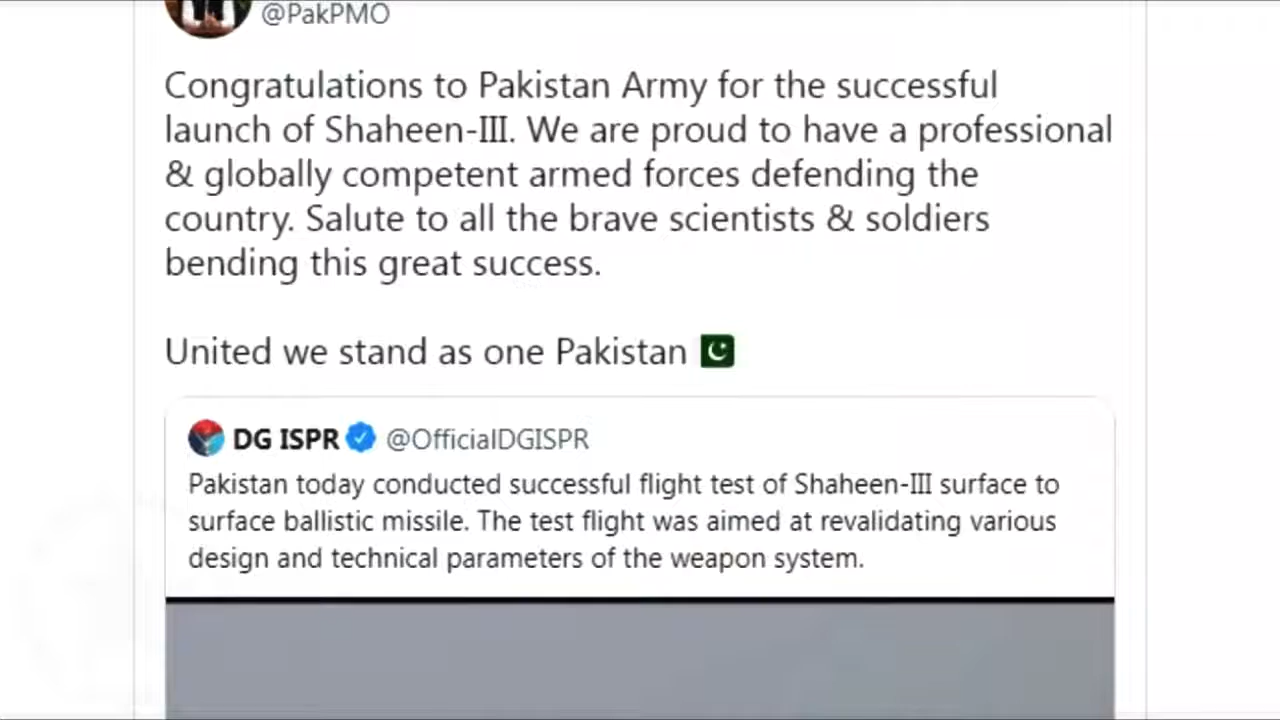 @PakPMO
Congratulations to Pakistan Army for the successful
launch of Shaheen-III. We are proud to have a professional
& globally competent armed forces defending the
country. Salute to all the brave scientists & soldiers
bending this great success.
United we stand as one Pakistan 🇵🇰
DG ISPR @OfficialDGISPR
Pakistan today conducted successful flight test of Shaheen-III surface to
surface ballistic missile. The test flight was aimed at revalidating various
design and technical parameters of the weapon system.